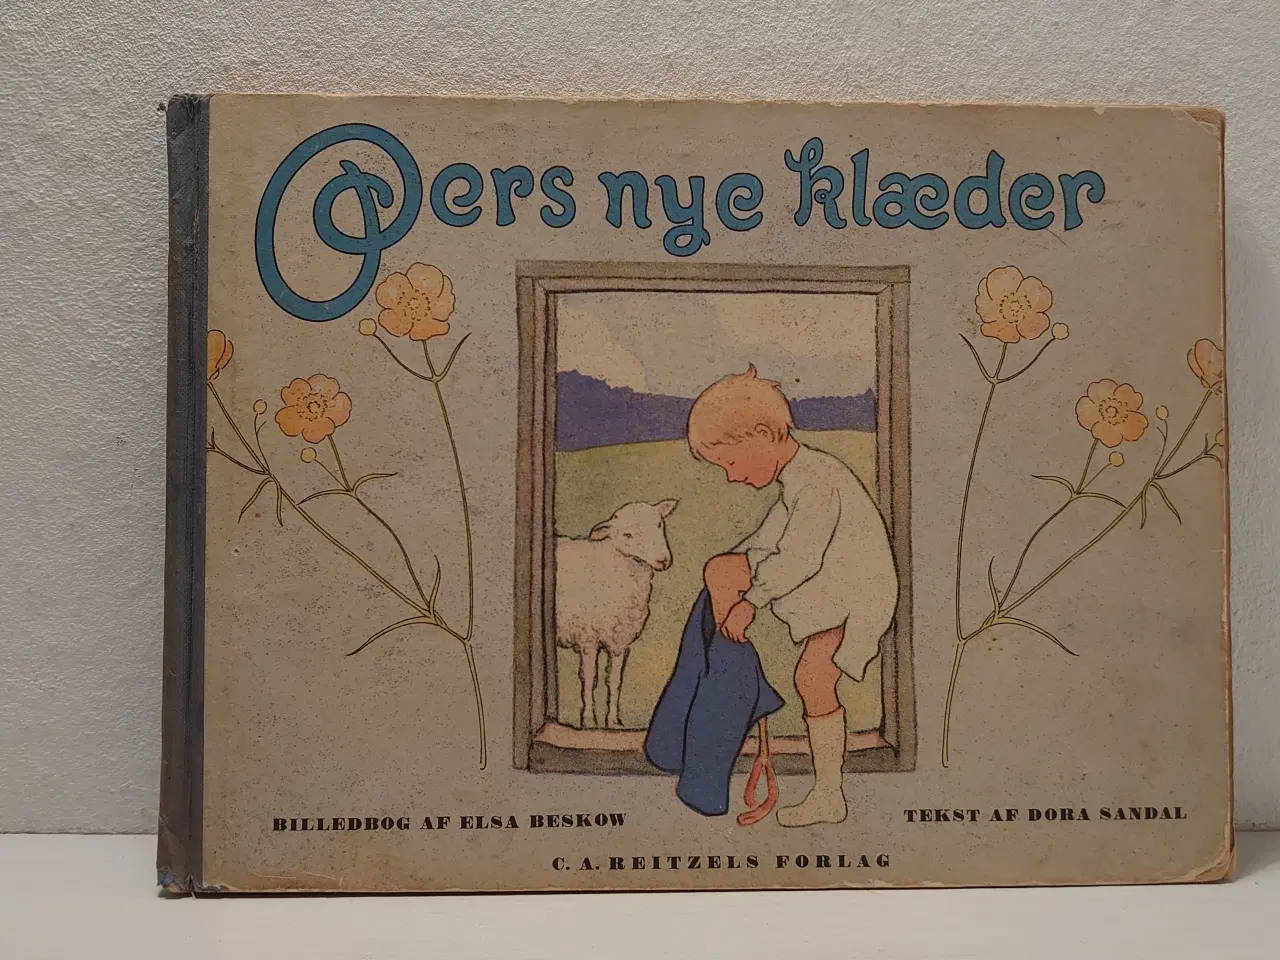 Pers nye klæder
BILLEDBOG AF ELSA BESKOW
TEKST AF DORA SANDAL
C. A. REITZELS FORLAG